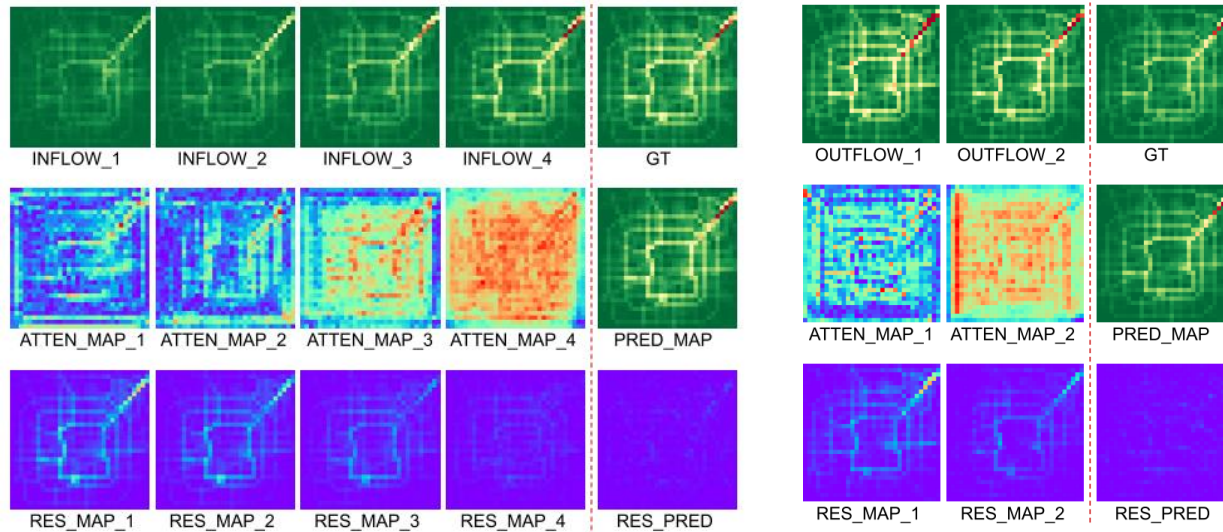 INFLOW_1 INFLOW_2 INFLOW_3 INFLOW_4 GT OUTFLOW_1 OUTFLOW_2 GT
ATTEN_MAP_1 ATTEN_MAP_2 ATTEN_MAP_3 ATTEN_MAP_4 PRED_MAP ATTEN_MAP_1 ATTEN_MAP_2 PRED_MAP
RES_MAP_1 RES_MAP_2 RES_MAP_3 RES_MAP_4 RES_PRED RES_MAP_1 RES_MAP_2 RES_PRED